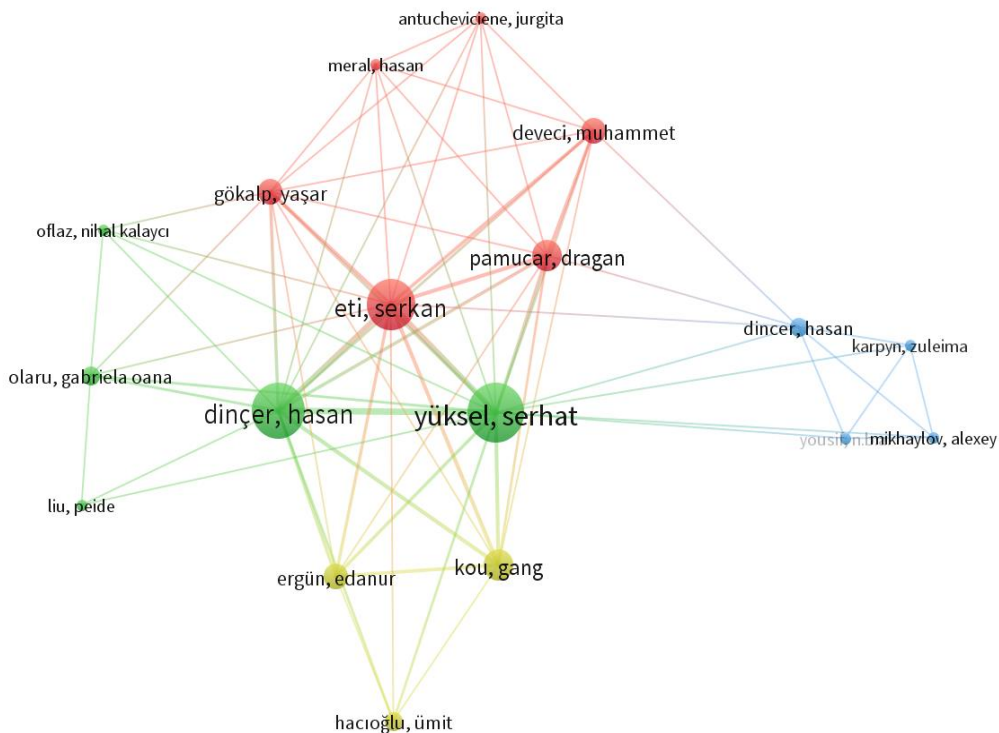 antucheviciene, jurgita
meral, hasan
deveci, muhammet
gökalp, yaşar
oflaz, nihal kalaycı
pamucar, dragan
eti, serkan
dincer, hasan
karpyn, zuleima
olaru, gabriela oana
dinçer, hasan
yüksel, serhat
mikhaylov, alexey
liu, peide
kou, gang
ergün, edanur
hacıoğlu, ümit